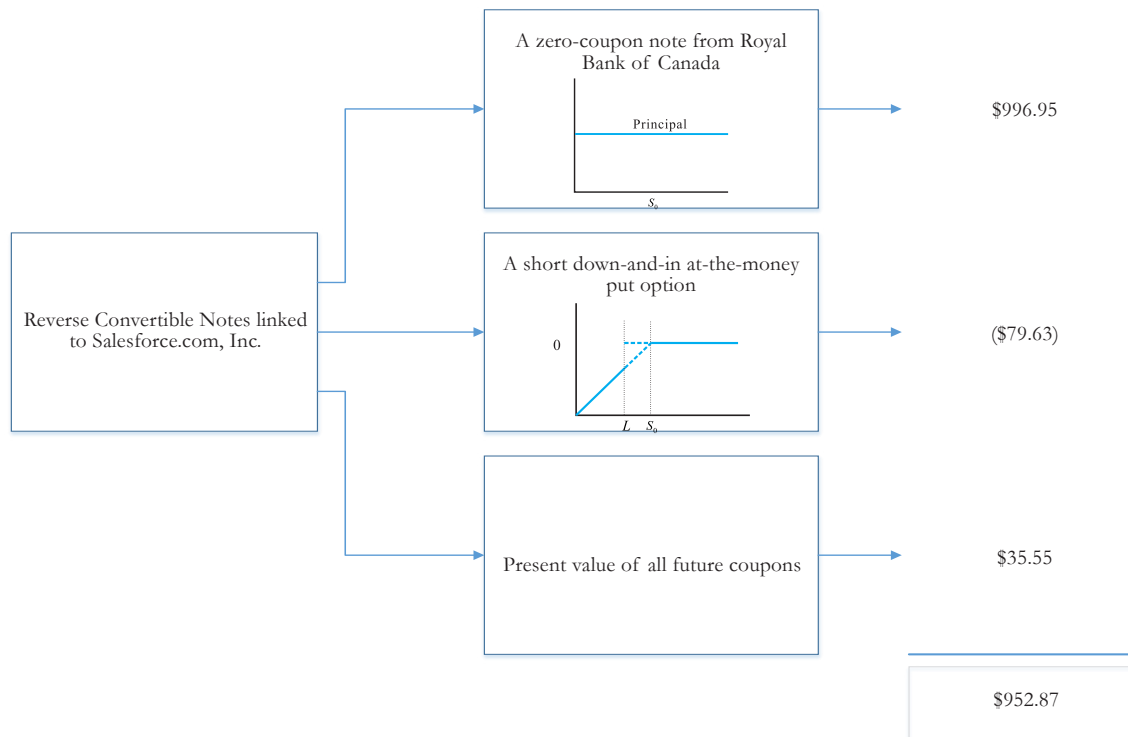 A zero-coupon note from Royal
Bank of Canada
Principal
S₀
$996.95
Reverse Convertible Notes linked
to Salesforce.com, Inc.
A short down-and-in at-the-money
put option
0
L S₀
($79.63)
Present value of all future coupons
$35.55
$952.87